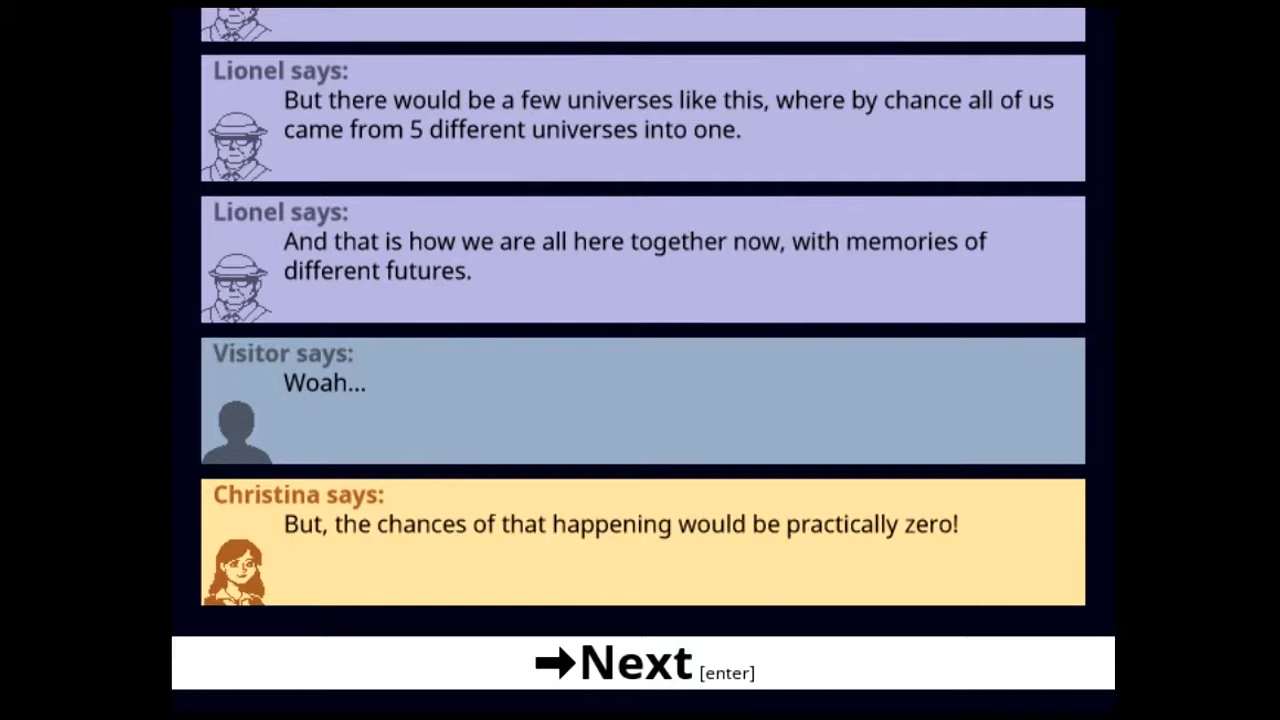 Lionel says:
But there would be a few universes like this, where by chance all of us
came from 5 different universes into one.
Lionel says:
And that is how we are all here together now, with memories of
different futures.
Visitor says:
Woah...
Christina says:
But, the chances of that happening would be practically zero!
➡Next [enter]